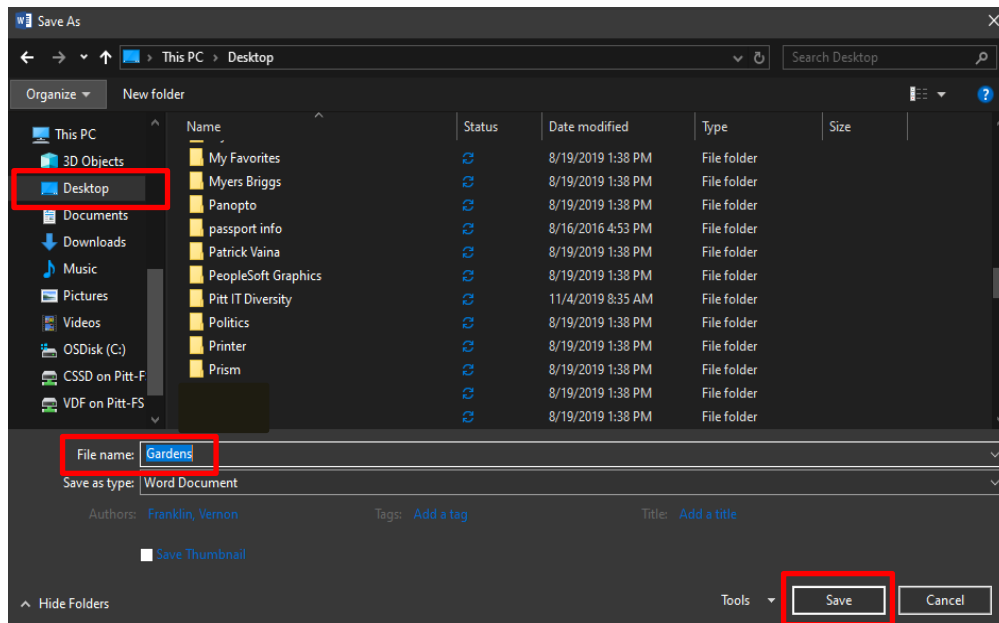 Save As
This PC > Desktop
Search Desktop
Organize
New folder
Name Status Date modified Type Size
This PC
3D Objects
Desktop
Documents
Downloads
Music
Pictures
Videos
OSDisk (C:)
CSSD on Pitt-F
VDF on Pitt-FS
My Favorites 8/19/2019 1:38 PM File folder
Myers Briggs 8/19/2019 1:38 PM File folder
Panopto 8/19/2019 1:38 PM File folder
passport info 8/16/2016 4:53 PM File folder
Patrick Vaina 8/19/2019 1:38 PM File folder
PeopleSoft Graphics 8/19/2019 1:38 PM File folder
Pitt IT Diversity 11/4/2019 8:35 AM File folder
Politics 8/19/2019 1:38 PM File folder
Printer 8/19/2019 1:38 PM File folder
Prism 8/19/2019 1:38 PM File folder
8/19/2019 1:38 PM File folder
8/19/2019 1:38 PM File folder
File name: Gardens
Save as type: Word Document
Authors: Franklin, Vernon Tags: Add a tag Title: Add a title
Save Thumbnail
Hide Folders
Tools Save Cancel